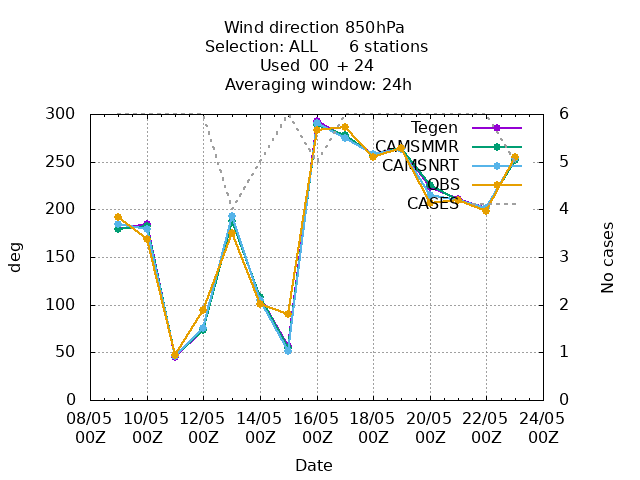 Wind direction 850hPa
Selection: ALL 6 stations
Used 00 + 24
Averaging window: 24h
300 6
250 5
200 4
150 3
100 2
50 1
0 0
deg
No cases
Tegen
CAMSMMR
CAMSNRT
OBS
CASES
08/05 10/05 12/05 14/05 16/05 18/05 20/05 22/05 24/05
00Z 00Z 00Z 00Z 00Z 00Z 00Z 00Z 00Z
Date